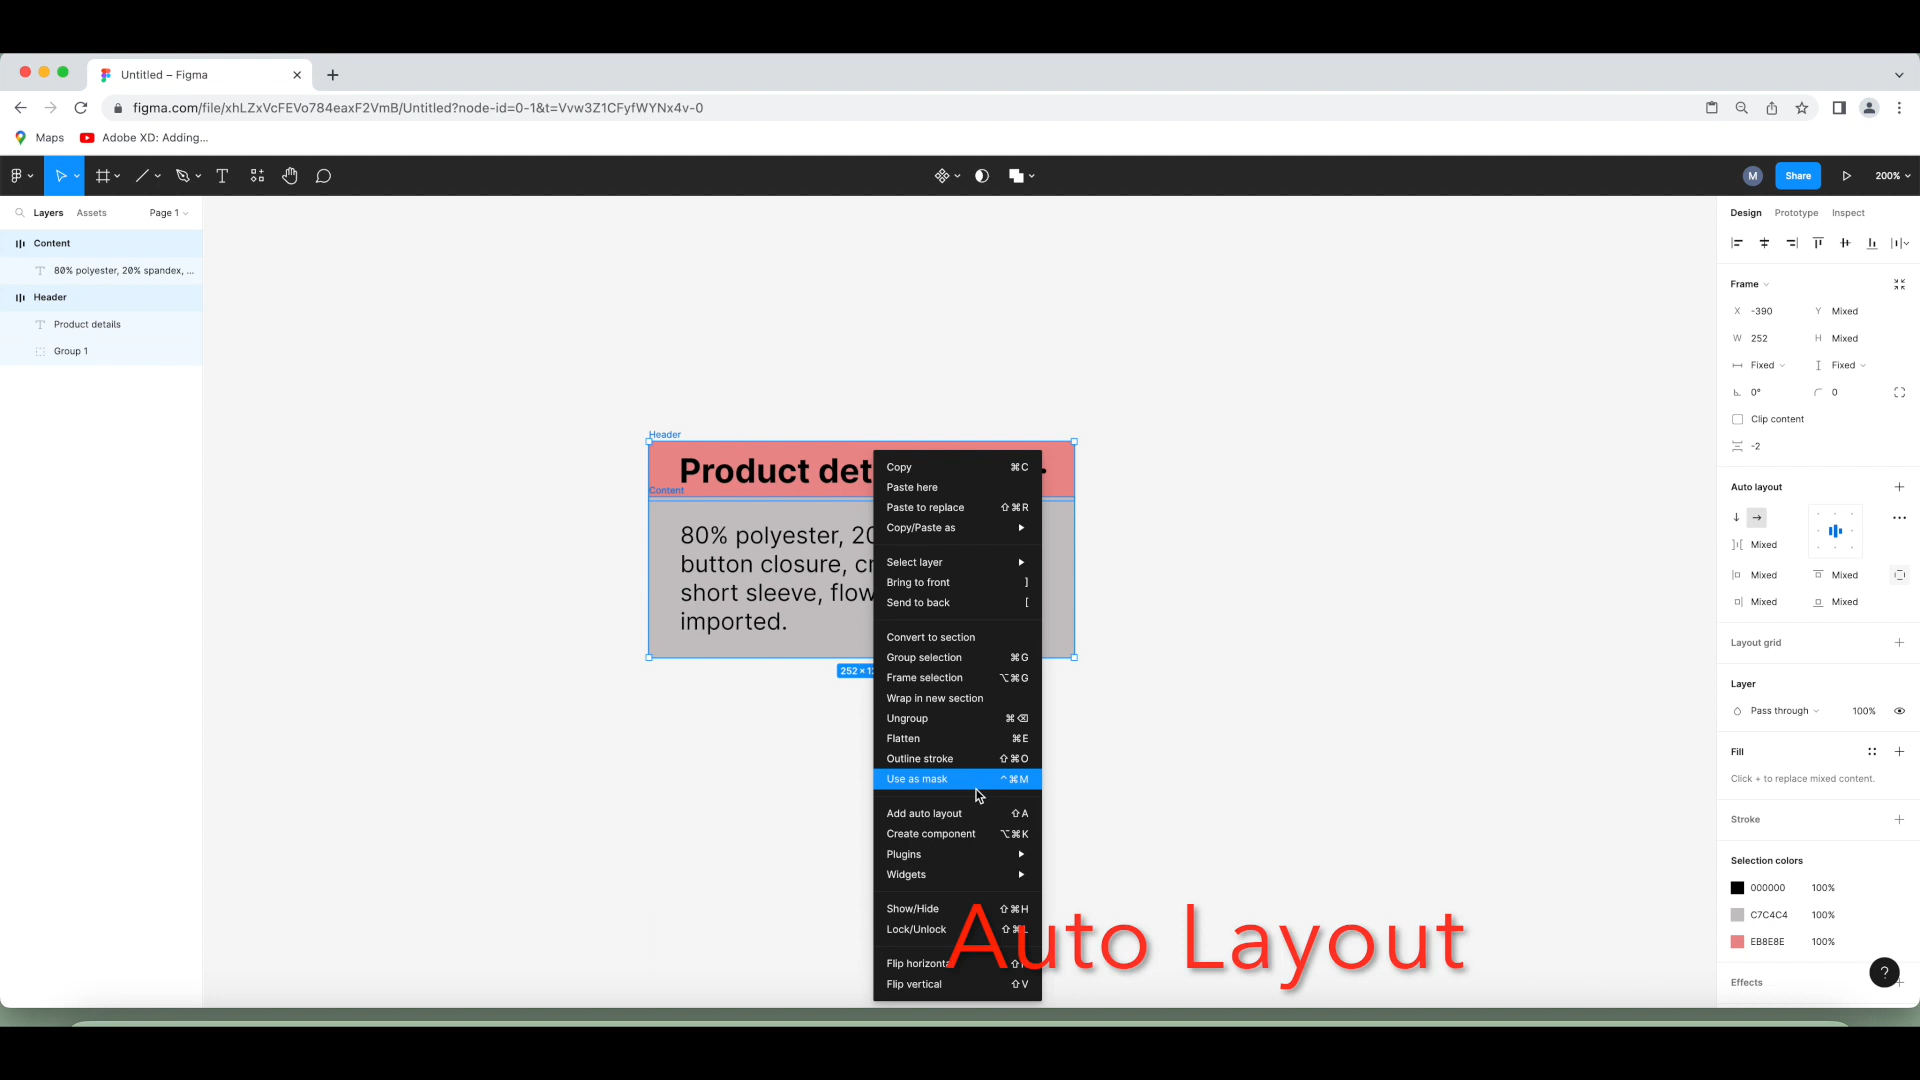 Untitled – Figma
figma.com/file/xhLZxVcFEVo784eaxF2VmB/Untitled?node-id=0-1&t=Vvw3Z1CFyfWYNx4v-0
Maps
Adobe XD: Adding...
M
Share
200%
Layers
Assets
Page 1
Content
80% polyester, 20% spandex, ...
Header
Product details
Group 1
Header
Product det
Content
80% polyester, 20
button closure, cr
short sleeve, flow
imported.
252 × 1
Copy ⌘C
Paste here
Paste to replace ⇧⌘R
Copy/Paste as
Select layer
Bring to front ]
Send to back [
Convert to section
Group selection ⌘G
Frame selection ⌥⌘G
Wrap in new section
Ungroup ⌘⌫
Flatten ⌘E
Outline stroke ⇧⌘O
Use as mask ^⌘M
Add auto layout ⇧A
Create component ⌥⌘K
Plugins
Widgets
Show/Hide ⇧⌘H
Lock/Unlock ⇧⌘L
Flip horizonta
Flip vertical ⇧V
Auto Layout
Design
Prototype
Inspect
Frame
X -390 Y Mixed
W 252 H Mixed
Fixed Fixed
0° 0
Clip content
-2
Auto layout
Mixed
Mixed Mixed
Mixed Mixed
Layout grid
Layer
Pass through 100%
Fill
Click + to replace mixed content.
Stroke
Selection colors
000000 100%
C7C4C4 100%
EB8E8E 100%
Effects
?